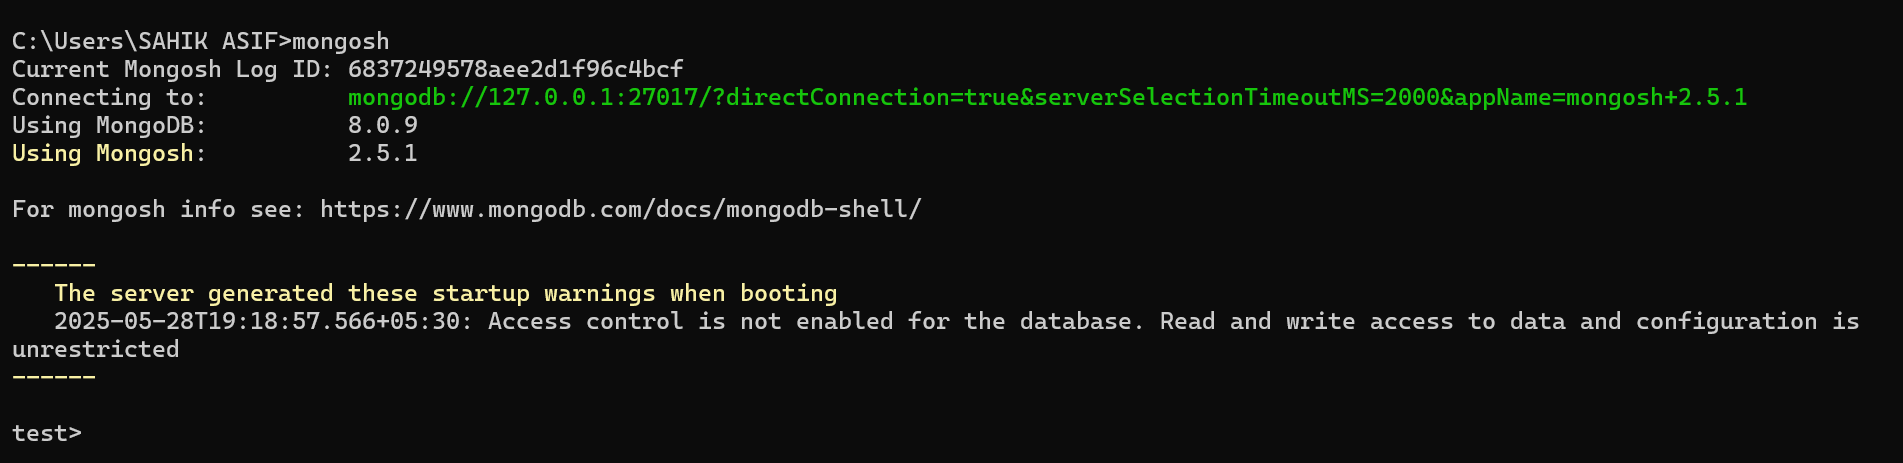 C:\Users\SAHIK ASIF>mongosh
Current Mongosh Log ID: 6837249578aee2d1f96c4bcf
Connecting to:          mongodb://127.0.0.1:27017/?directConnection=true&serverSelectionTimeoutMS=2000&appName=mongosh+2.5.1
Using MongoDB:          8.0.9
Using Mongosh:          2.5.1
For mongosh info see: https://www.mongodb.com/docs/mongodb-shell/
------
   The server generated these startup warnings when booting
   2025-05-28T19:18:57.566+05:30: Access control is not enabled for the database. Read and write access to data and configuration is
unrestricted
------
test>